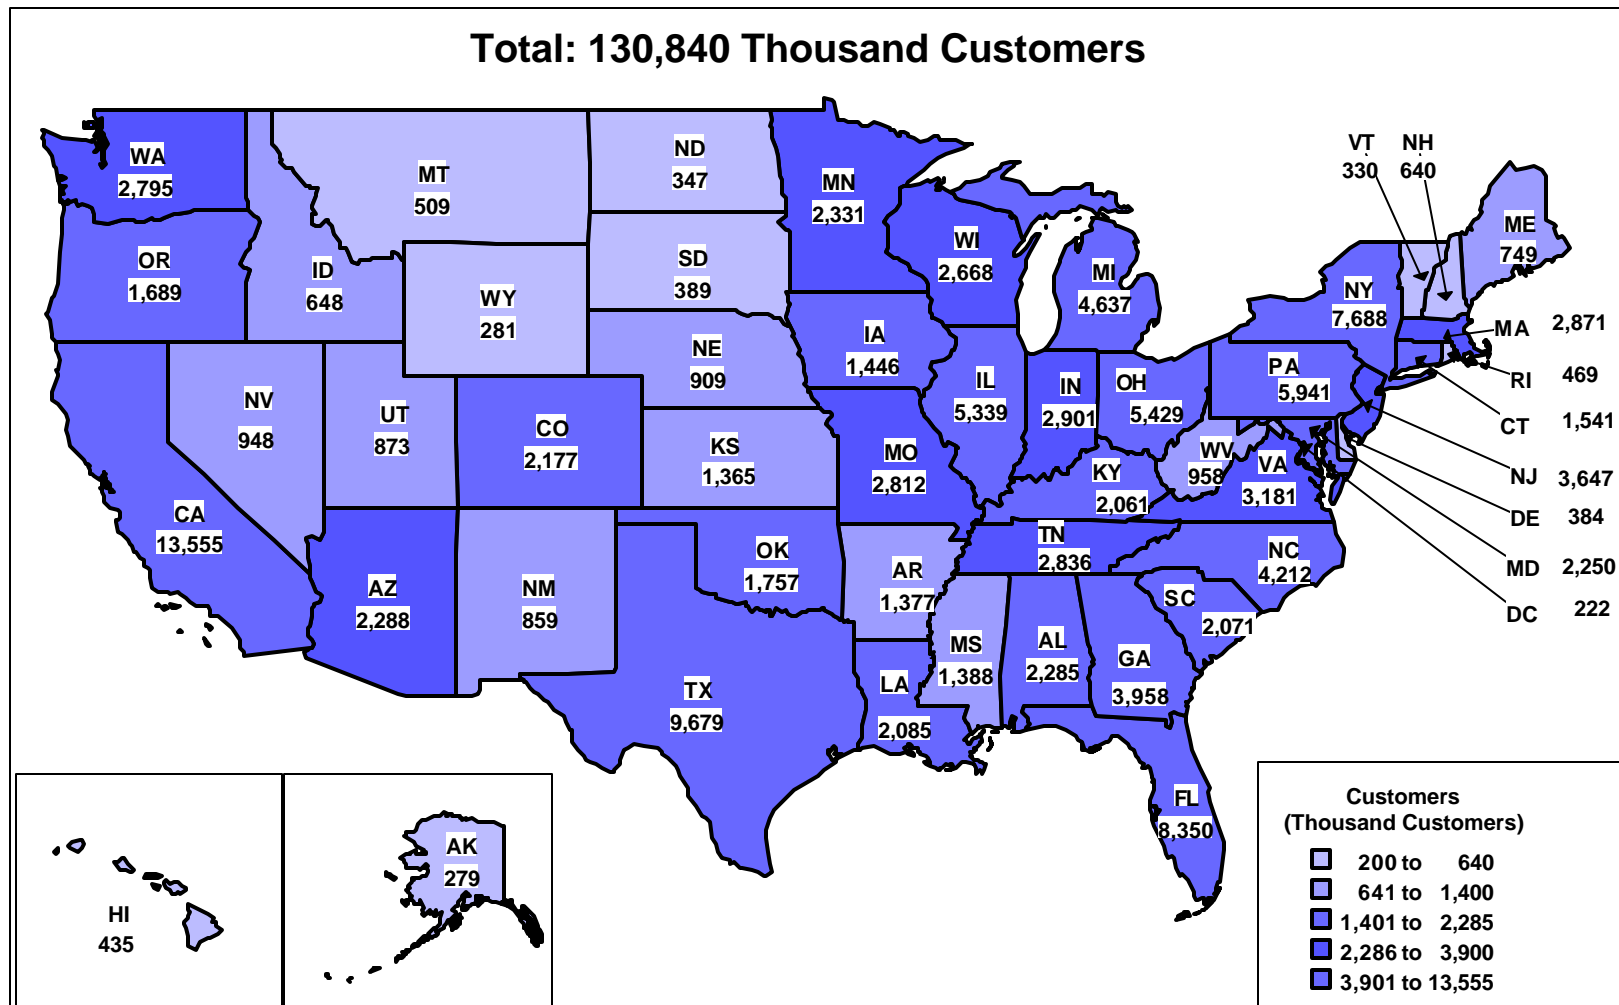 Total: 130,840 Thousand Customers
WA
2,795
OR
1,689
CA
13,555
ID
648
NV
948
MT
509
WY
281
UT
873
AZ
2,288
CO
2,177
NM
859
ND
347
SD
389
NE
909
KS
1,365
OK
1,757
TX
9,679
MN
2,331
IA
1,446
MO
2,812
AR
1,377
LA
2,085
WI
2,668
IL
5,339
MI
4,637
IN
2,901
OH
5,429
KY
2,061
TN
2,836
MS
1,388
AL
2,285
GA
3,958
FL
8,350
SC
2,071
NC
4,212
VA
3,181
WV
958
PA
5,941
NY
7,688
VT
330
NH
640
ME
749
MA 2,871
RI 469
CT 1,541
NJ 3,647
DE 384
MD 2,250
DC 222
HI
435
AK
279
Customers
(Thousand Customers)
200 to 640
641 to 1,400
1,401 to 2,285
2,286 to 3,900
3,901 to 13,555